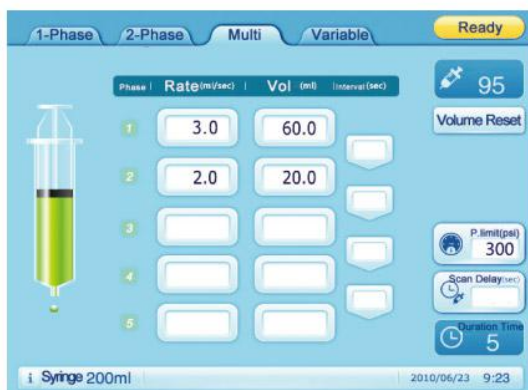 1-Phase 2-Phase Multi Variable Ready
95
Volume Reset
Phase | Rate(ml/sec) | Vol (ml) | Interval(sec)
1 3.0 60.0
2 2.0 20.0
3
4
5
P.limit(psi)
300
Scan Delay(sec)
Duration Time
5
i Syringe 200ml 2010/06/23 9:23